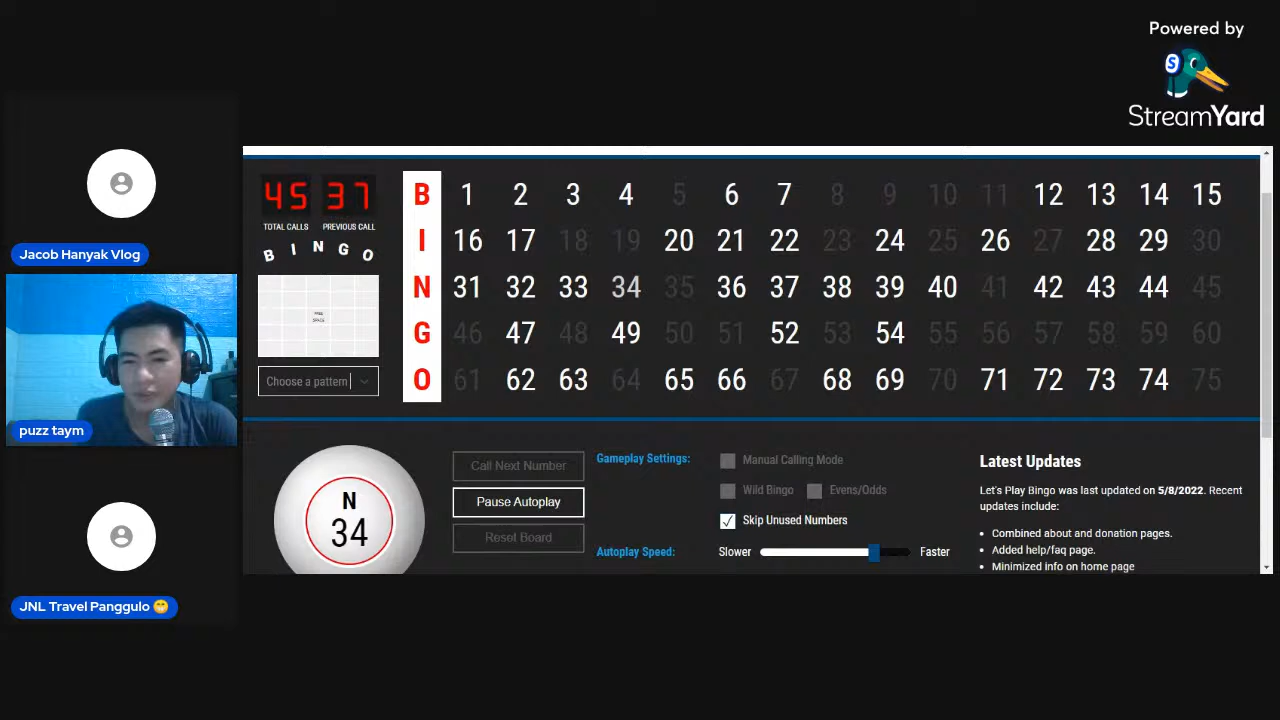 Powered by
StreamYard
Jacob Hanyak Vlog
puzz taym
JNL Travel Panggulo 😁
45 37
TOTAL CALLS PREVIOUS CALL
B I N G O
FREE
SPACE
Choose a pattern
B 1 2 3 4 5 6 7 8 9 10 11 12 13 14 15
I 16 17 18 19 20 21 22 23 24 25 26 27 28 29 30
N 31 32 33 34 35 36 37 38 39 40 41 42 43 44 45
G 46 47 48 49 50 51 52 53 54 55 56 57 58 59 60
O 61 62 63 64 65 66 67 68 69 70 71 72 73 74 75
N
34
Call Next Number
Pause Autoplay
Reset Board
Gameplay Settings:
Manual Calling Mode
Wild Bingo Evens/Odds
Skip Unused Numbers
Autoplay Speed: Slower Faster
Latest Updates
Let's Play Bingo was last updated on 5/8/2022. Recent
updates include:
• Combined about and donation pages.
• Added help/faq page.
• Minimized info on home page